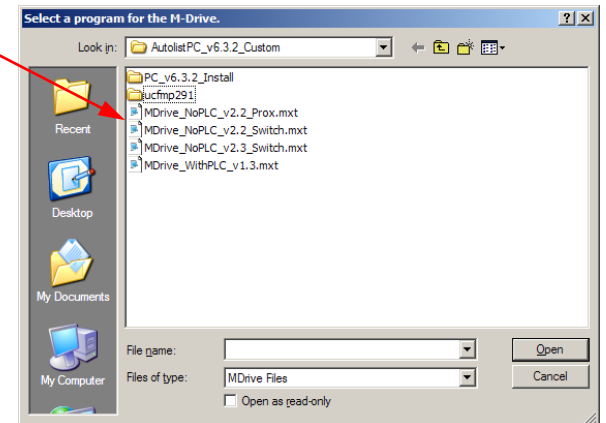 Select a program for the M-Drive.
Look in: AutolistPC_v6.3.2_Custom
PC_v6.3.2_Install
ucfmp291
MDrive_NoPLC_v2.2_Prox.mxt
MDrive_NoPLC_v2.2_Switch.mxt
MDrive_NoPLC_v2.3_Switch.mxt
MDrive_WithPLC_v1.3.mxt
Recent
Desktop
My Documents
My Computer
File name: Open
Files of type: MDrive Files Cancel
Open as read-only